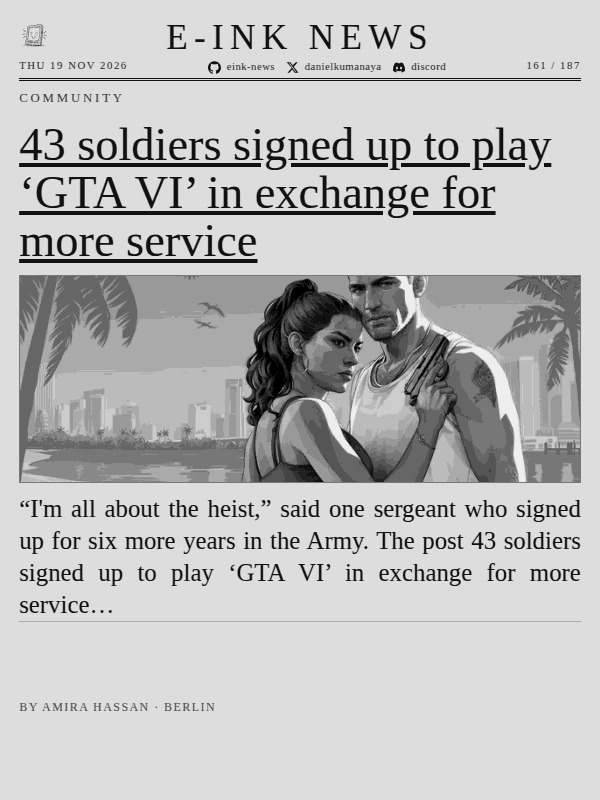 E-INK NEWS
THU 19 NOV 2026
eink-news
danielkumanaya
discord
161 / 187
COMMUNITY
43 soldiers signed up to play
‘GTA VI’ in exchange for
more service
“I'm all about the heist,” said one sergeant who signed
up for six more years in the Army. The post 43 soldiers
signed up to play ‘GTA VI’ in exchange for more
service…
BY AMIRA HASSAN · BERLIN